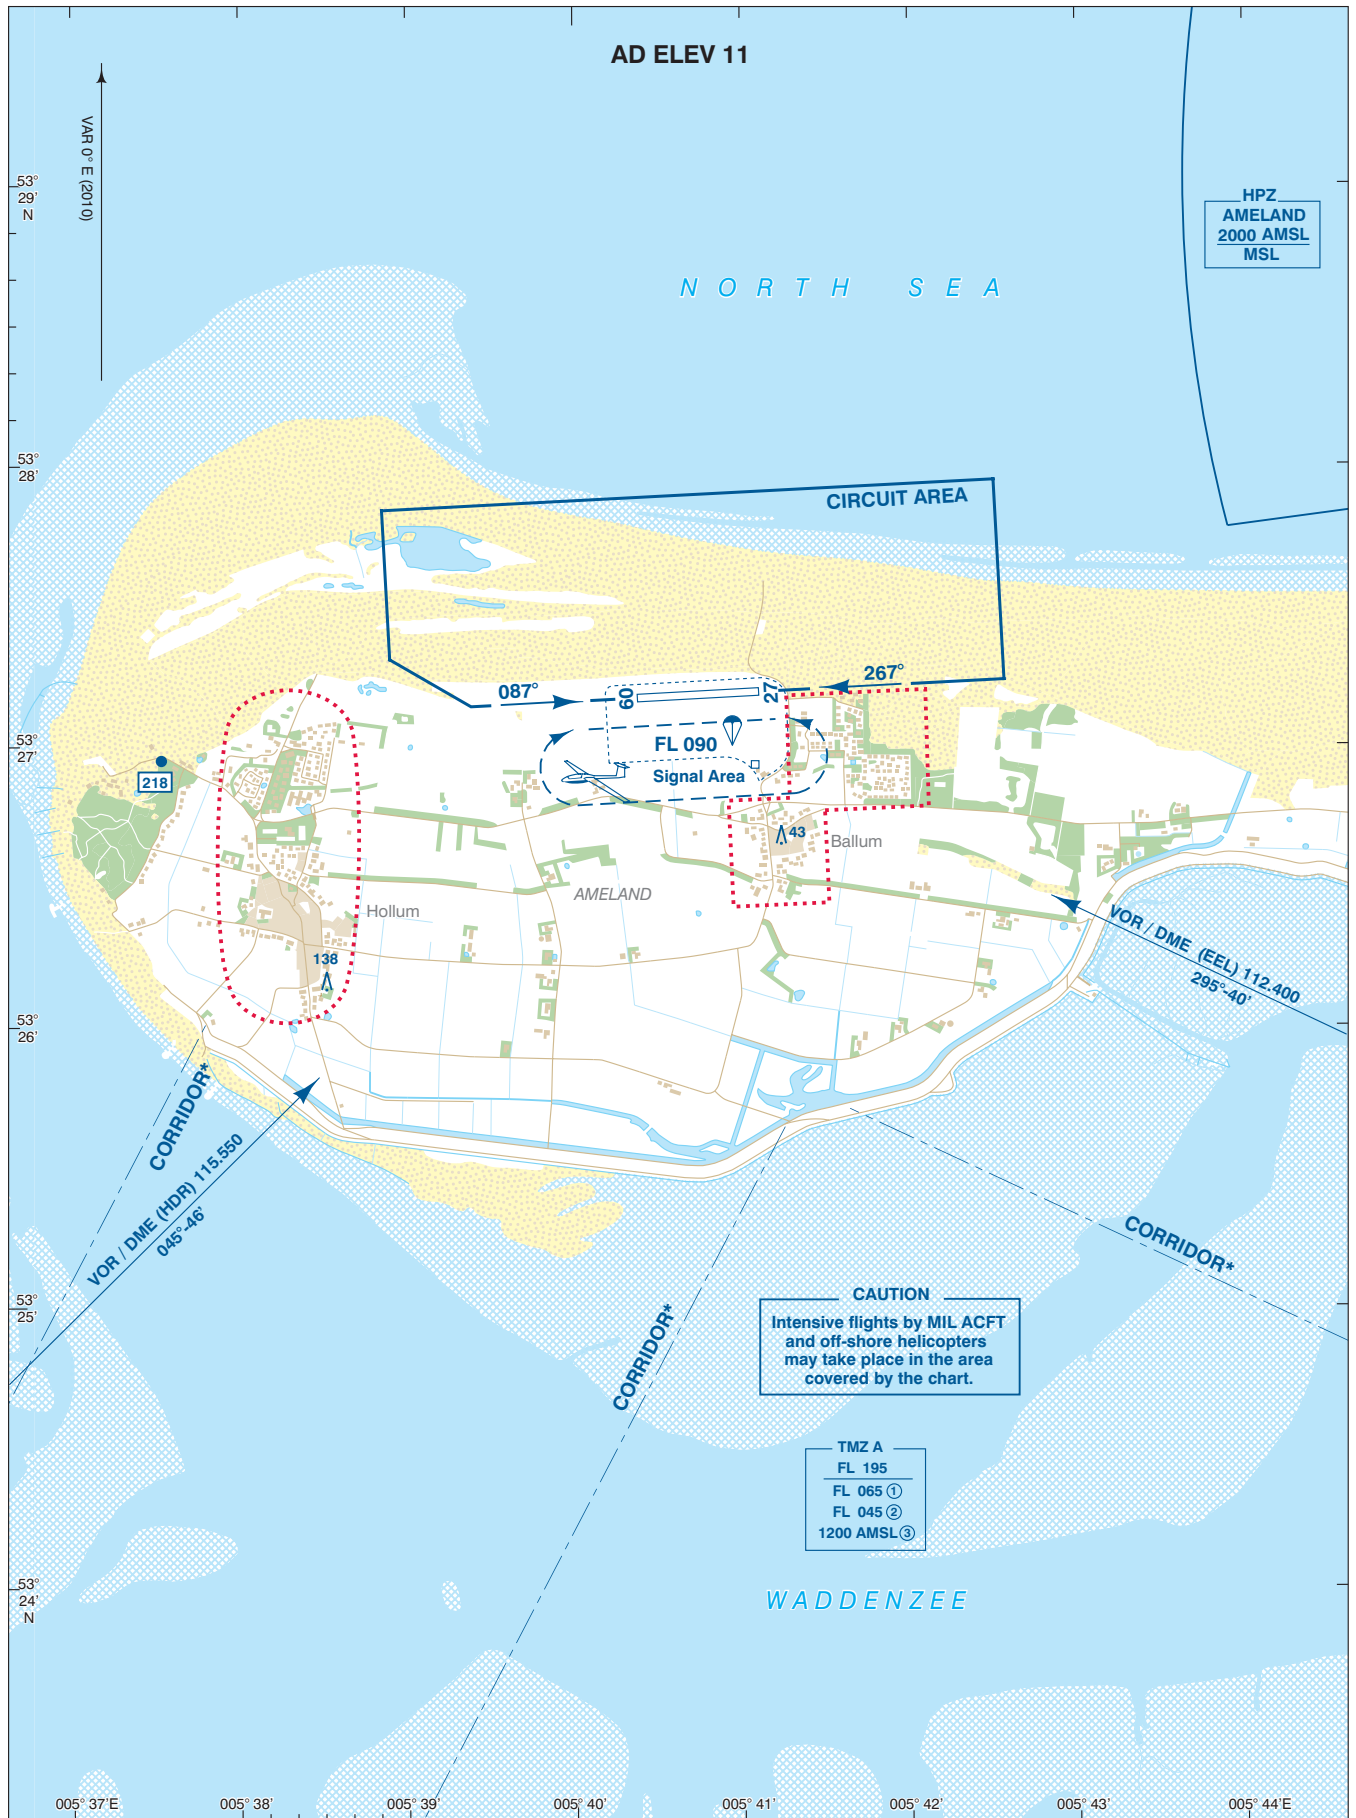 AD ELEV 11
VAR 0° E (2010)
53°
29'
N
HPZ
AMELAND
2000 AMSL
MSL
NORTH SEA
53°
28'
CIRCUIT AREA
087°
09
27
267°
53°
27'
218
FL 090
Signal Area
43
Ballum
AMELAND
Hollum
138
VOR / DME (EEL) 112.400
295°-40'
53°
26'
CORRIDOR*
VOR / DME (HDR) 115.550
045°-46'
CORRIDOR*
CORRIDOR*
53°
25'
CAUTION
Intensive flights by MIL ACFT
and off-shore helicopters
may take place in the area
covered by the chart.
TMZ A
FL 195
FL 065 ①
FL 045 ②
1200 AMSL ③
53°
24'
N
WADDENZEE
005° 37'E 005° 38' 005° 39' 005° 40' 005° 41' 005° 42' 005° 43' 005° 44'E